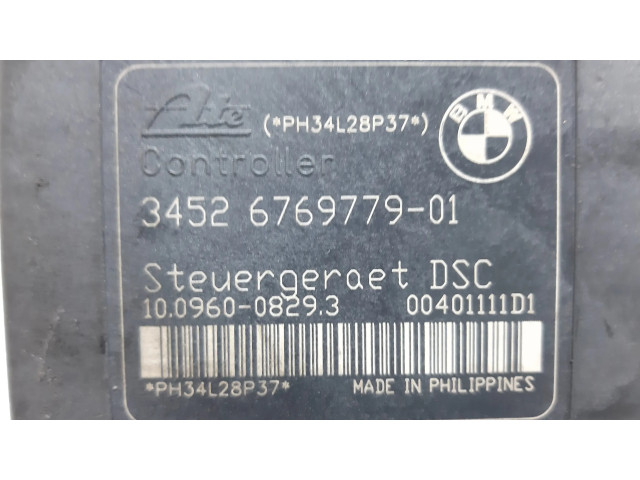 Ate (*PH34L28P37*) BMW
Controller
3452 6769779-01
Steuergeraet DSC
10.0960-0829.3 00401111D1
*PH34L28P37* MADE IN PHILIPPINES